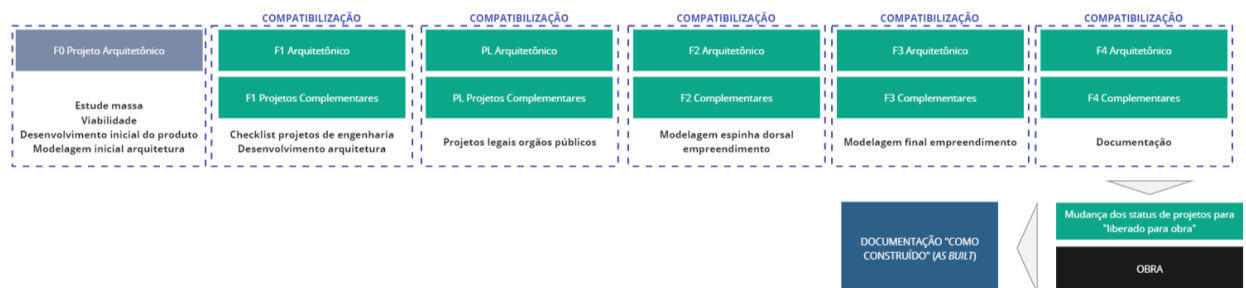 COMPATIBILIZAÇÃO
COMPATIBILIZAÇÃO
COMPATIBILIZAÇÃO
COMPATIBILIZAÇÃO
COMPATIBILIZAÇÃO
F0 Projeto Arquitetônico
Estude massa
Viabilidade
Desenvolvimento inicial do produto
Modelagem inicial arquitetura
F1 Arquitetônico
F1 Projetos Complementares
Checklist projetos de engenharia
Desenvolvimento arquitetura
PL Arquitetônico
PL Projetos Complementares
Projetos legais orgãos públicos
F2 Arquitetônico
F2 Complementares
Modelagem espinha dorsal
empreendimento
F3 Arquitetônico
F3 Complementares
Modelagem final empreendimento
F4 Arquitetônico
F4 Complementares
Documentação
Mudança dos status de projetos para
"liberado para obra"
OBRA
DOCUMENTAÇÃO "COMO
CONSTRUÍDO" (AS BUILT)